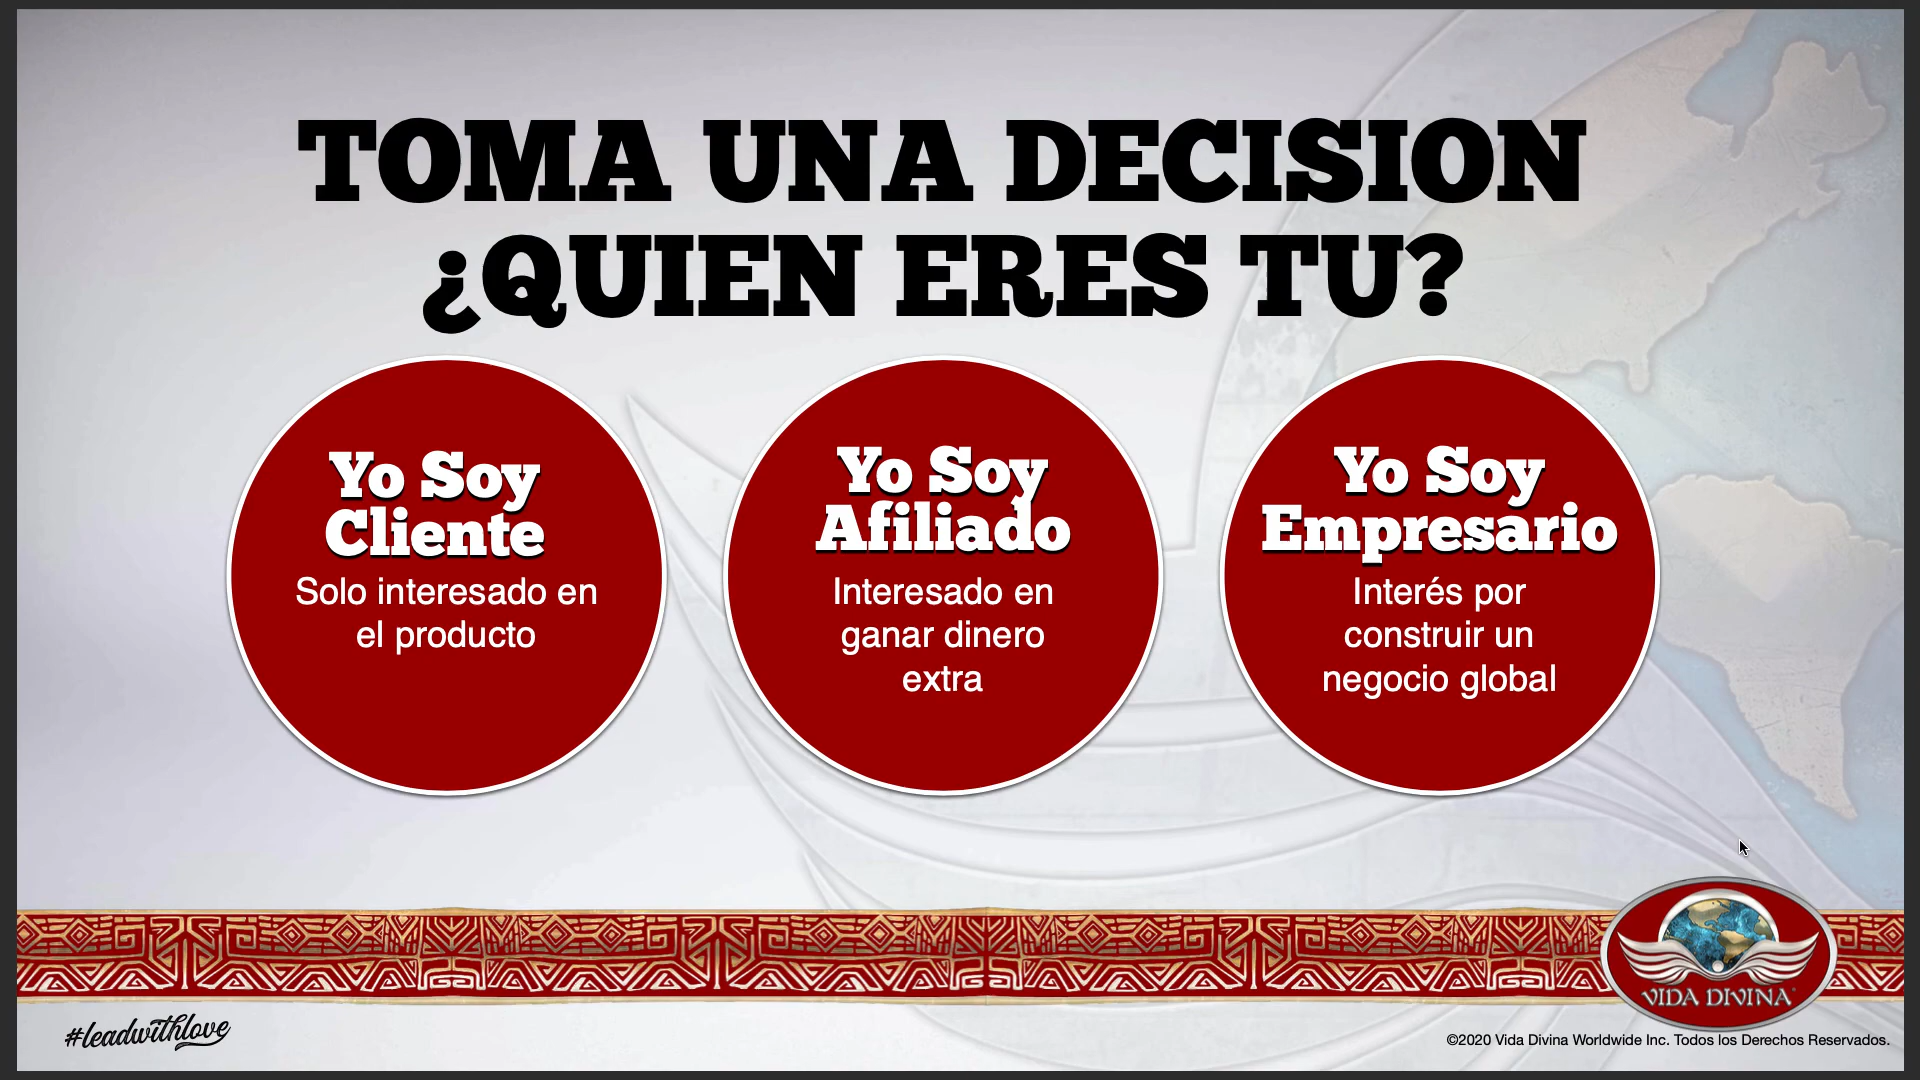 TOMA UNA DECISION
¿QUIEN ERES TU?
Yo Soy
Cliente
Solo interesado en
el producto
Yo Soy
Afiliado
Interesado en
ganar dinero
extra
Yo Soy
Empresario
Interés por
construir un
negocio global
VIDA DIVINA
#leadwithlove
©2020 Vida Divina Worldwide Inc. Todos los Derechos Reservados.